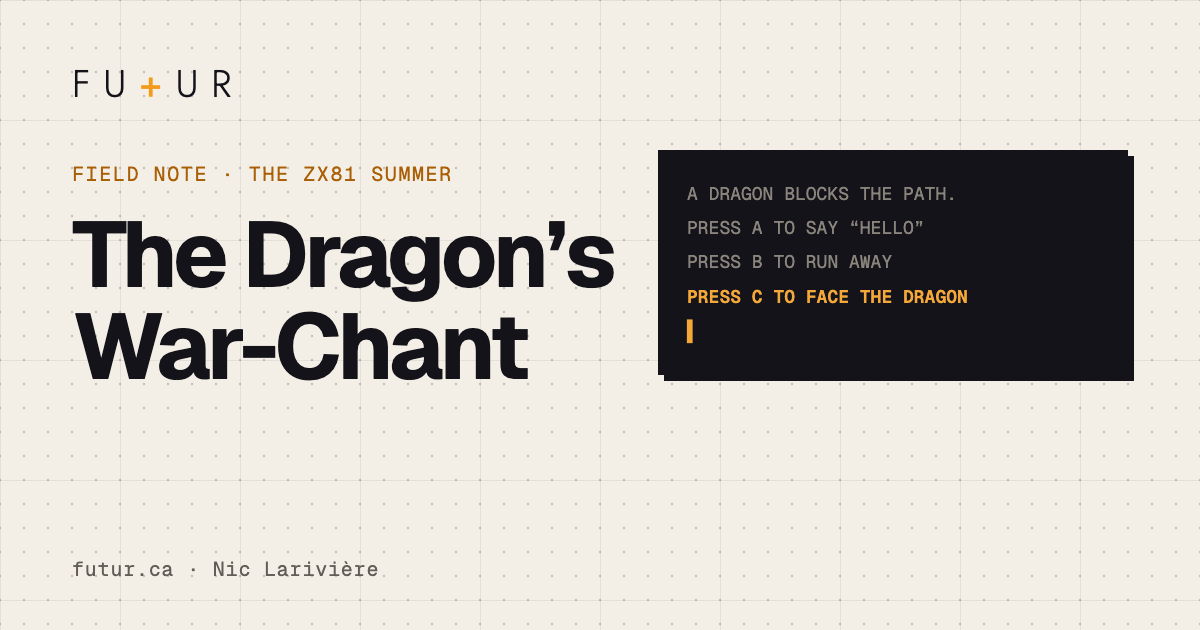 FU+UR
FIELD NOTE · THE ZX81 SUMMER
The Dragon’s
War-Chant
A DRAGON BLOCKS THE PATH.
PRESS A TO SAY “HELLO”
PRESS B TO RUN AWAY
PRESS C TO FACE THE DRAGON
futur.ca · Nic Larivière